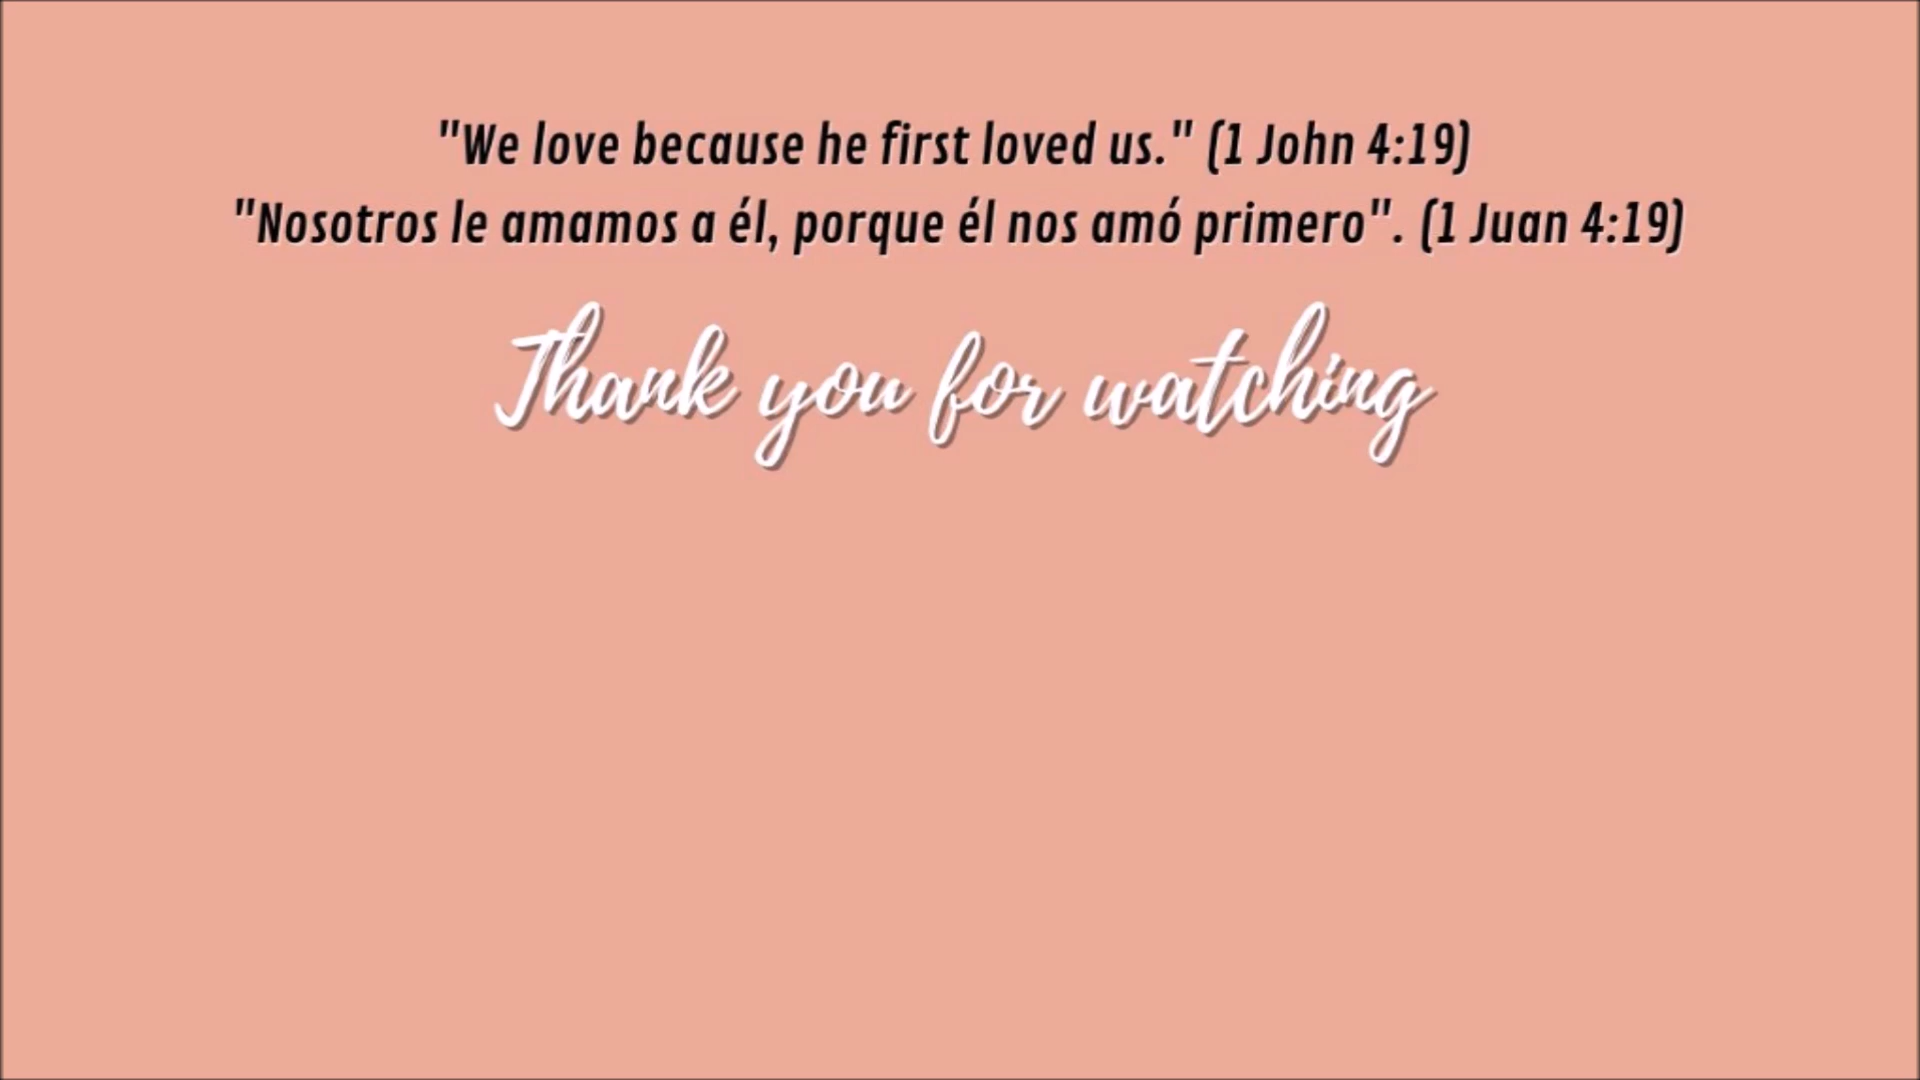 "We love because he first loved us." (1 John 4:19)
"Nosotros le amamos a él, porque él nos amó primero". (1 Juan 4:19)
Thank you for watching